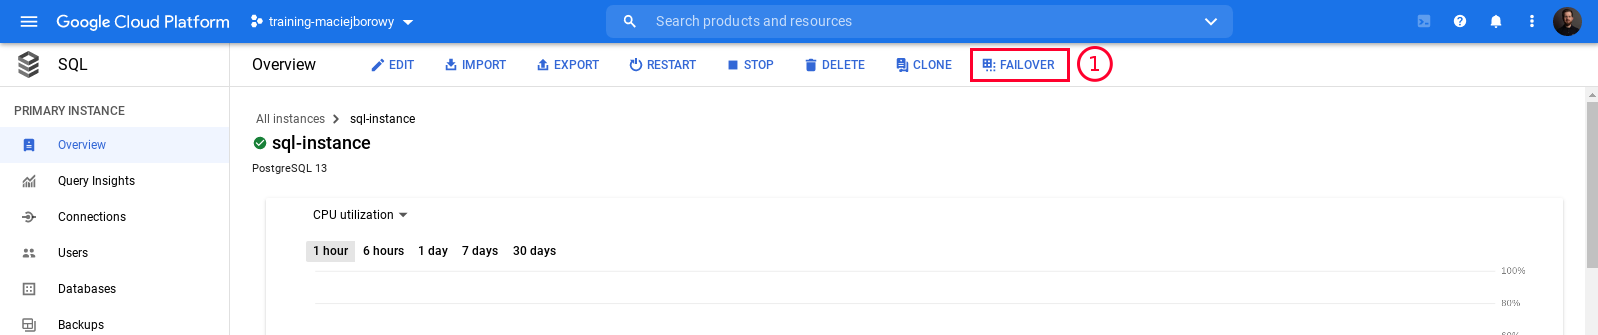 Google Cloud Platform training-maciejborowy Search products and resources
SQL Overview EDIT IMPORT EXPORT RESTART STOP DELETE CLONE FAILOVER 1
PRIMARY INSTANCE
Overview
Query Insights
Connections
Users
Databases
Backups
All instances > sql-instance
sql-instance
PostgreSQL 13
CPU utilization
1 hour 6 hours 1 day 7 days 30 days
100%
80%